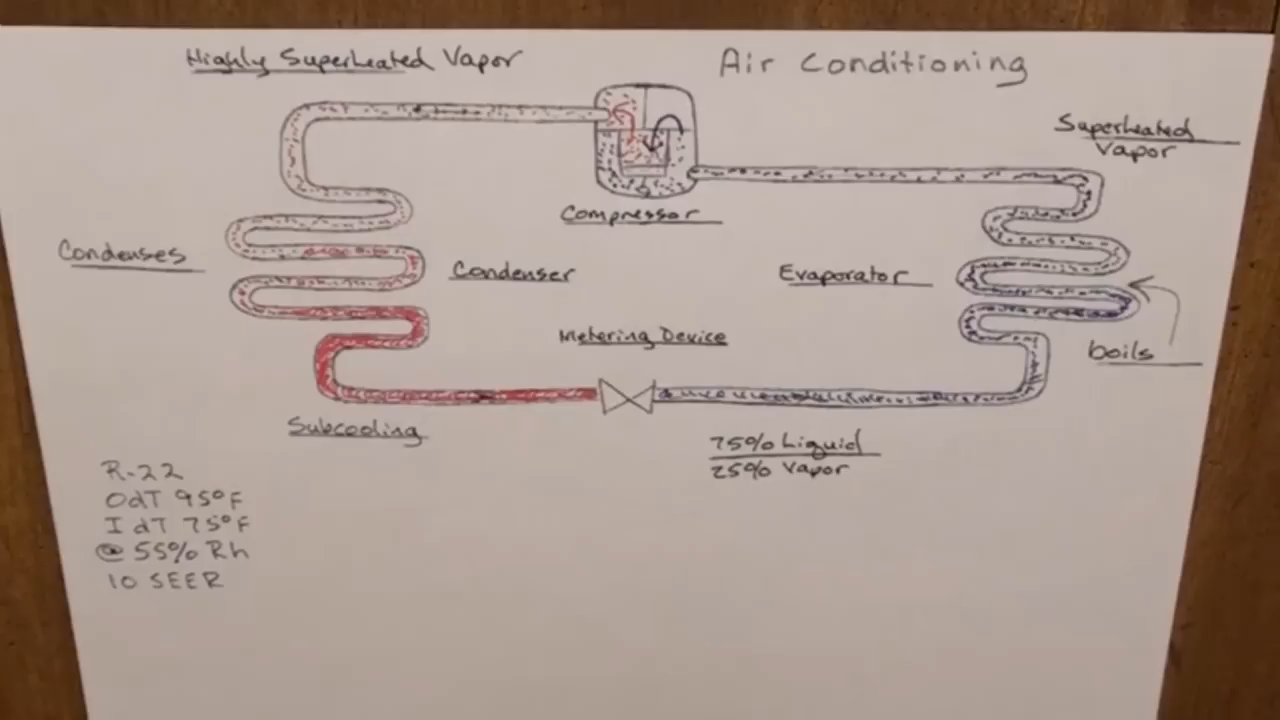 Highly Superheated Vapor
Air Conditioning
Superheated
Vapor
Compressor
Condenses
Condenser
Evaporator
Metering Device
boils
Subcooling
75% Liquid
25% Vapor
R-22
OdT 95°F
IdT 75°F
@ 55% Rh
10 SEER